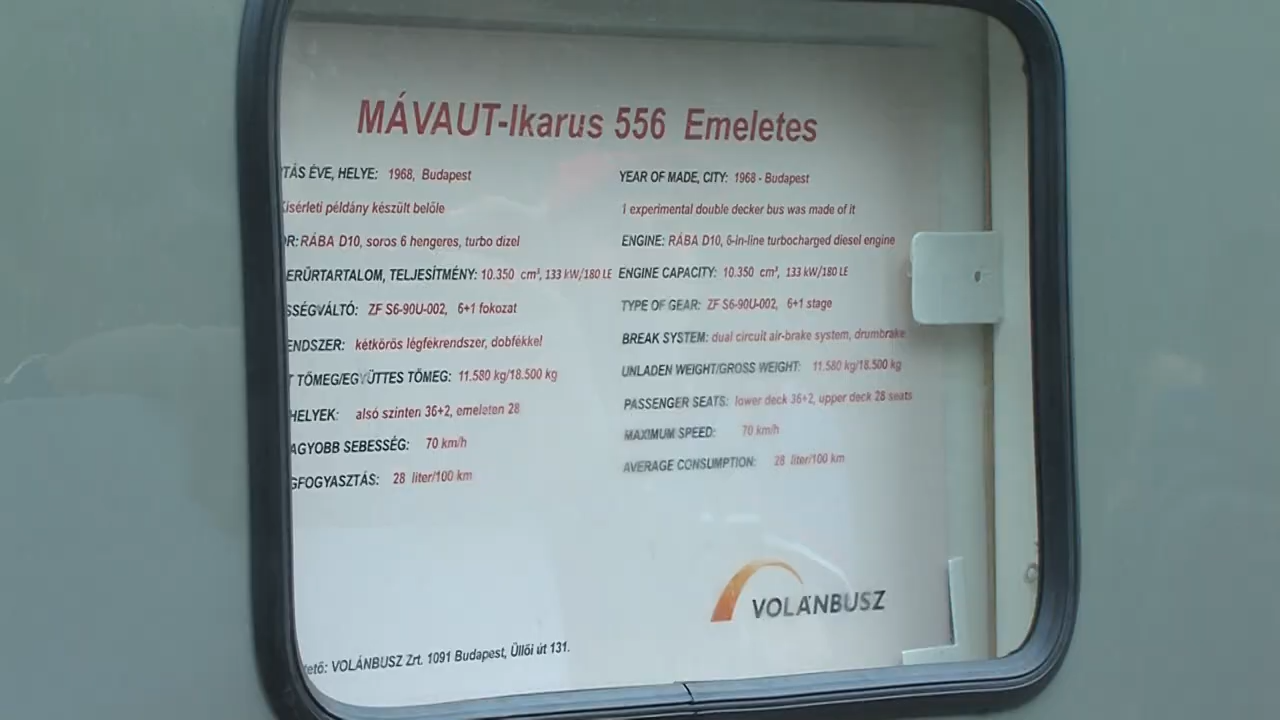 MÁVAUT-Ikarus 556 Emeletes
TÁS ÉVE, HELYE: 1968, Budapest
Kísérleti példány készült belőle
OR: RÁBA D10, soros 6 hengeres, turbo dízel
ERŰRTARTALOM, TELJESÍTMÉNY: 10.350 cm³, 133 kW/180 LE
SSÉGVÁLTÓ: ZF S6-90U-002, 6+1 fokozat
ENDSZER: kétkörös légfékrendszer, dobfékkel
T TÖMEG/EGYÜTTES TÖMEG: 11.580 kg/18.500 kg
HELYEK: alsó szinten 36+2, emeleten 28
AGYOBB SEBESSÉG: 70 km/h
GFOGYASZTÁS: 28 liter/100 km
YEAR OF MADE, CITY: 1968 - Budapest
1 experimental double decker bus was made of it
ENGINE: RÁBA D10, 6-in-line turbocharged diesel engine
ENGINE CAPACITY: 10.350 cm³, 133 kW/180 LE
TYPE OF GEAR: ZF S6-90U-002, 6+1 stage
BREAK SYSTEM: dual circuit air-brake system, drumbrake
UNLADEN WEIGHT/GROSS WEIGHT: 11.580 kg/18.500 kg
PASSENGER SEATS: lower deck 36+2, upper deck 28 seats
MAXIMUM SPEED: 70 km/h
AVERAGE CONSUMPTION: 28 liter/100 km
VOLÁNBUSZ
tető: VOLÁNBUSZ Zrt. 1091 Budapest, Üllői út 131.